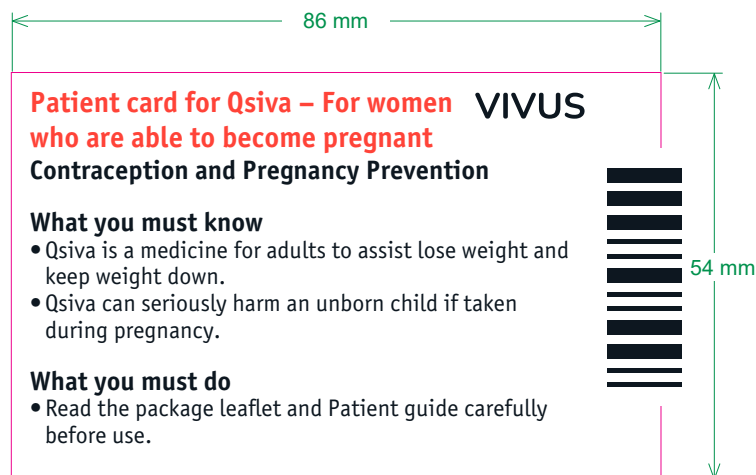 86 mm
Patient card for Qsiva – For women
who are able to become pregnant
VIVUS
Contraception and Pregnancy Prevention
What you must know
• Qsiva is a medicine for adults to assist lose weight and
keep weight down.
• Qsiva can seriously harm an unborn child if taken
during pregnancy.
54 mm
What you must do
• Read the package leaflet and Patient guide carefully
before use.